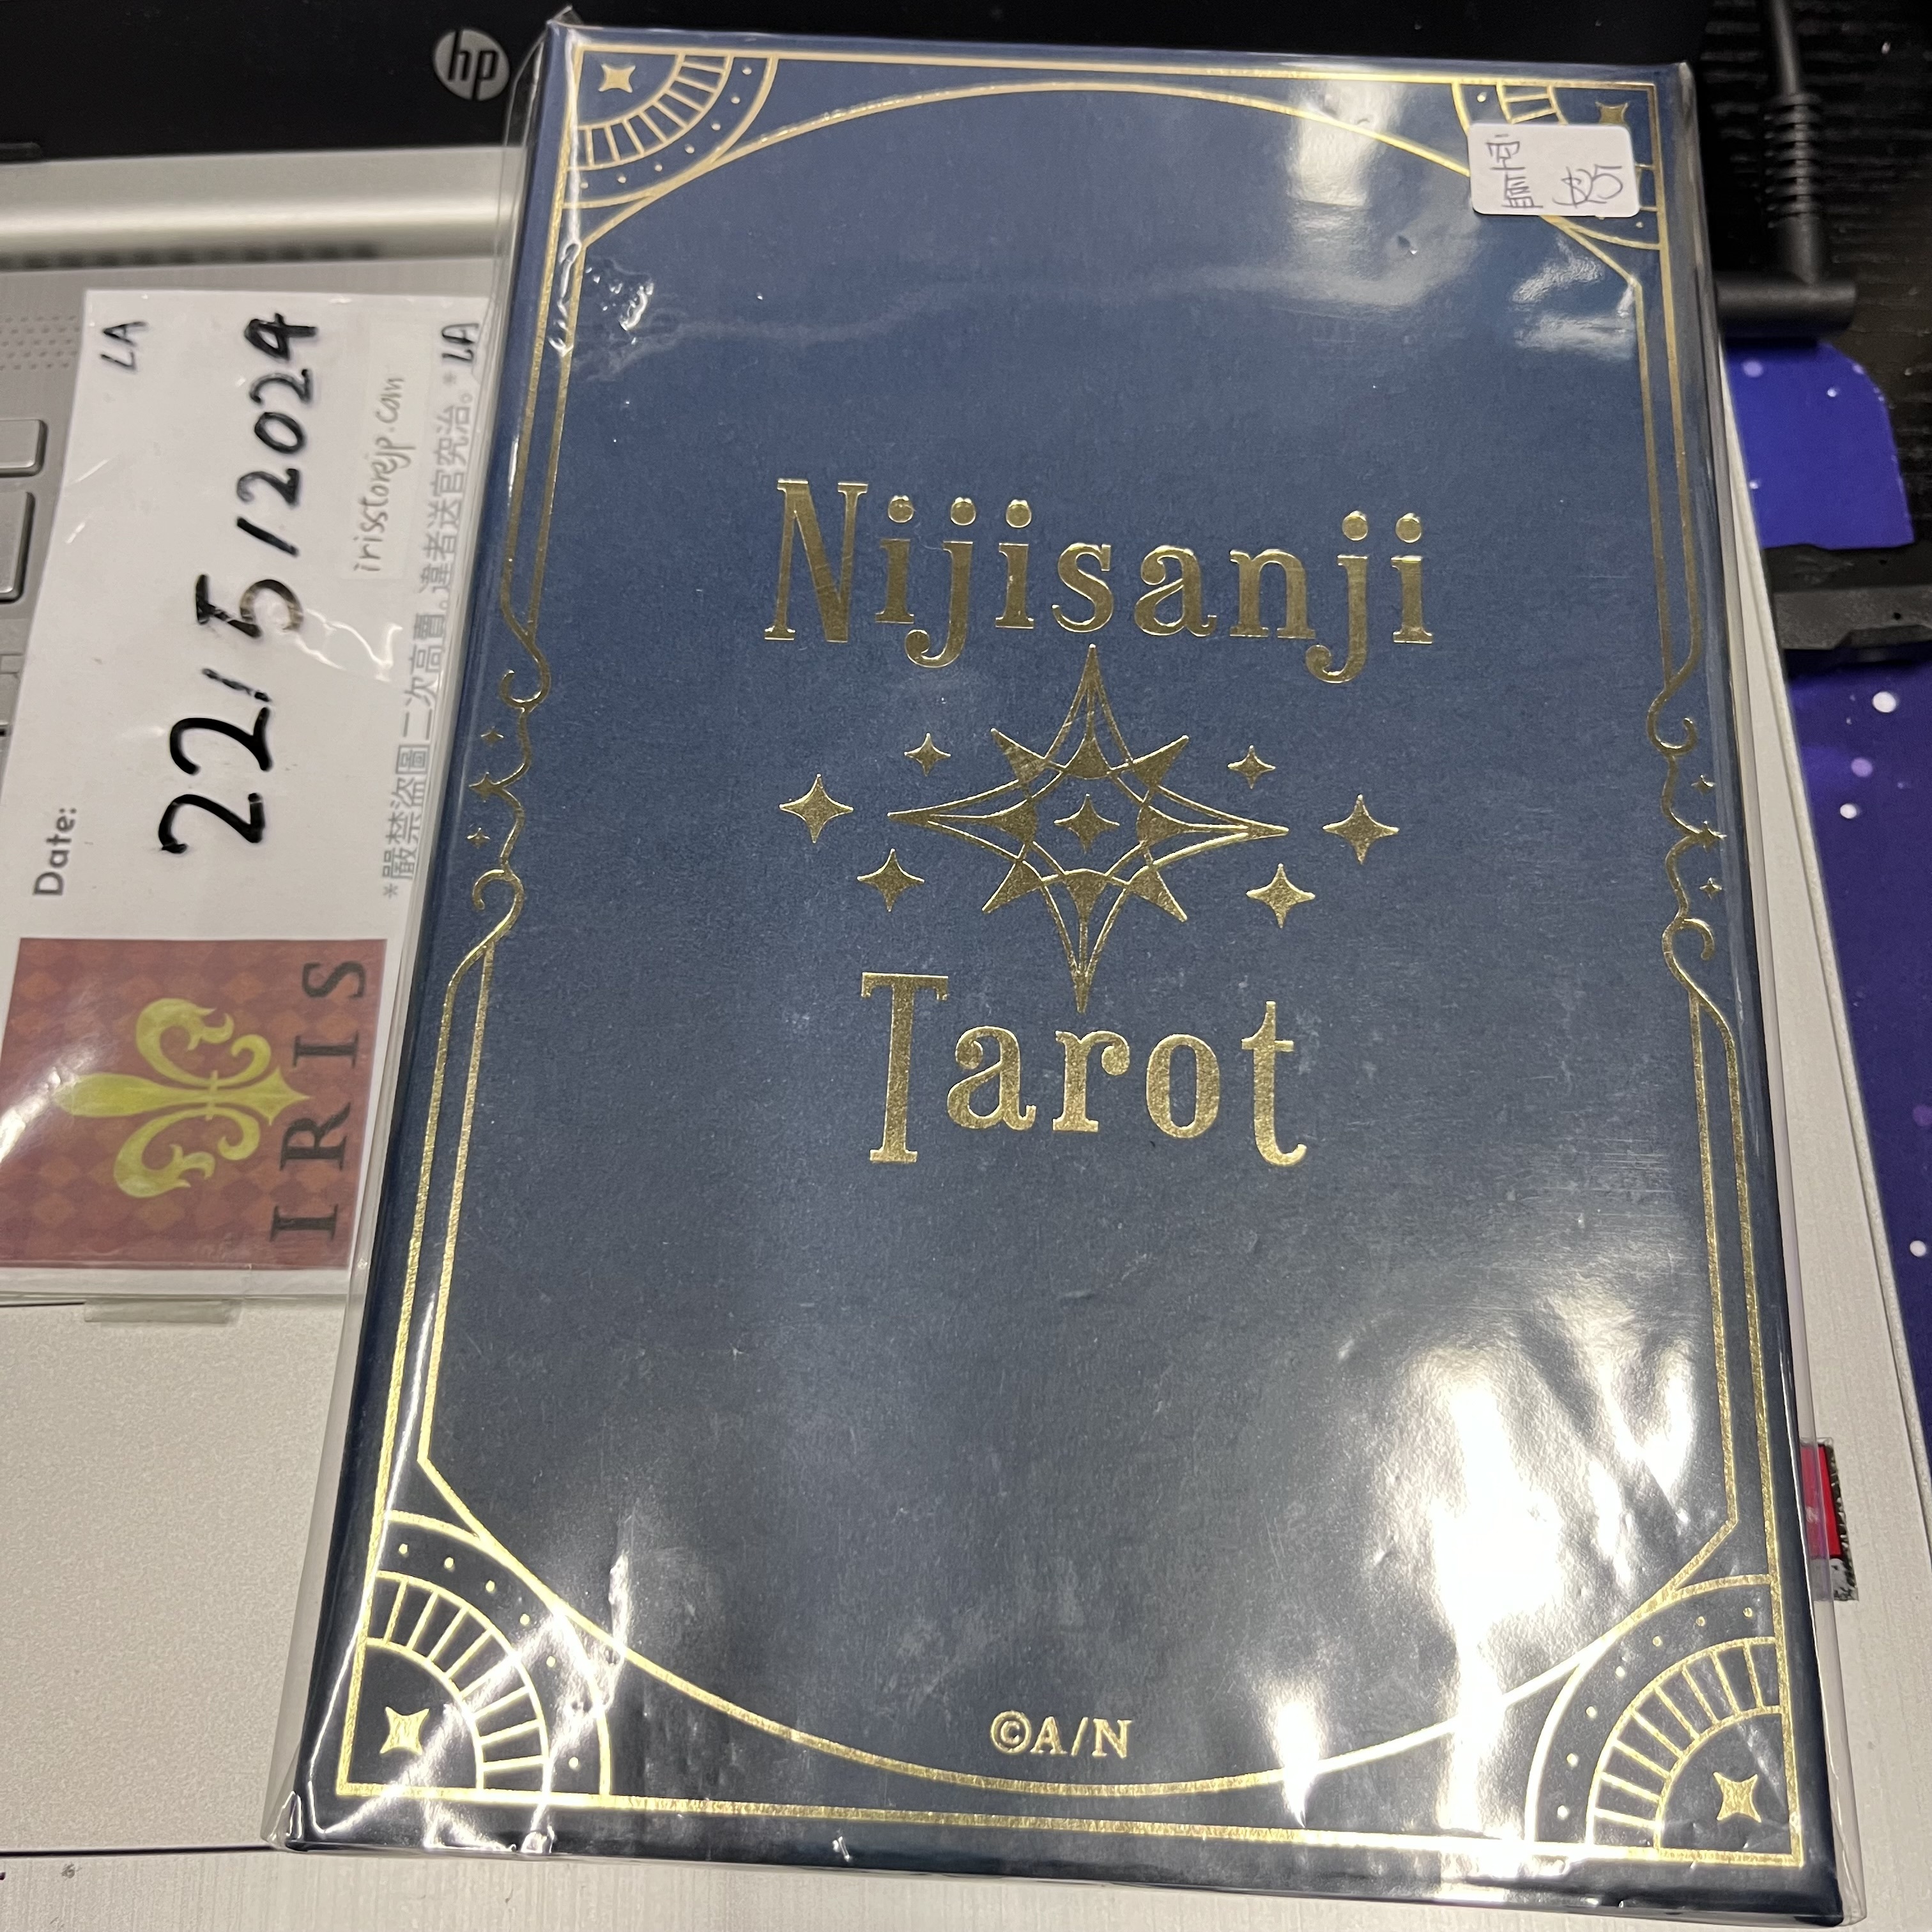 hp
Nijisanji
Tarot
©A/N
LA
Date:
22/5/2024
irisstorejp.com
*嚴禁盜圖二次高賣。違者送官究治。*
LA
IRIS